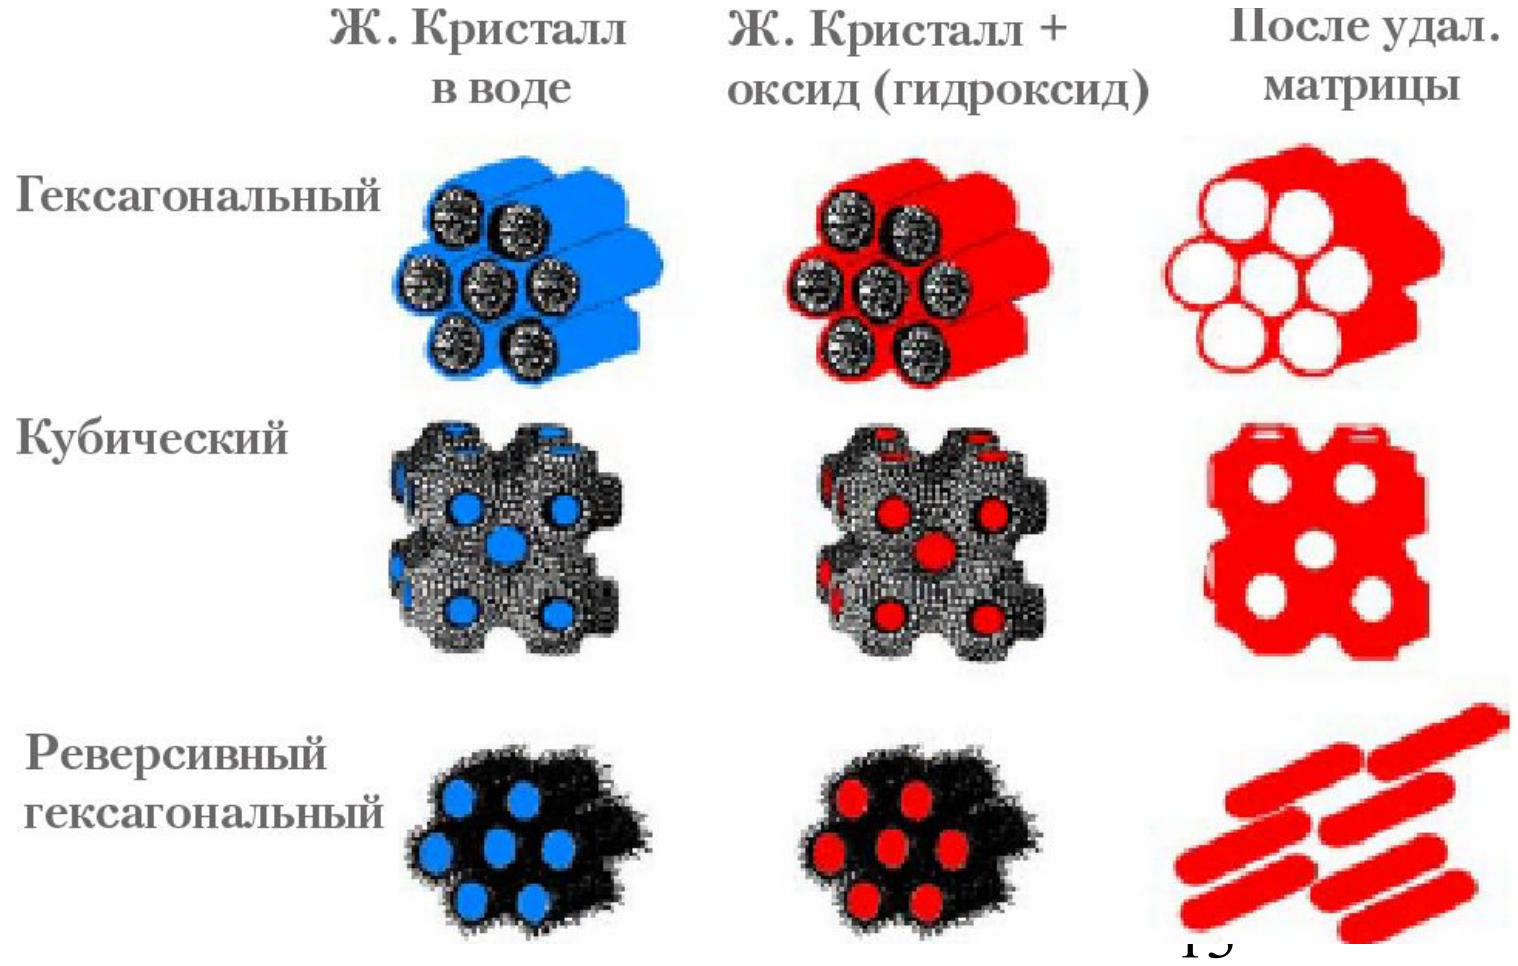 Ж. Кристалл
в воде
Ж. Кристалл +
оксид (гидроксид)
После удал.
матрицы
Гексагональный
Кубический
Реверсивный
гексагональный